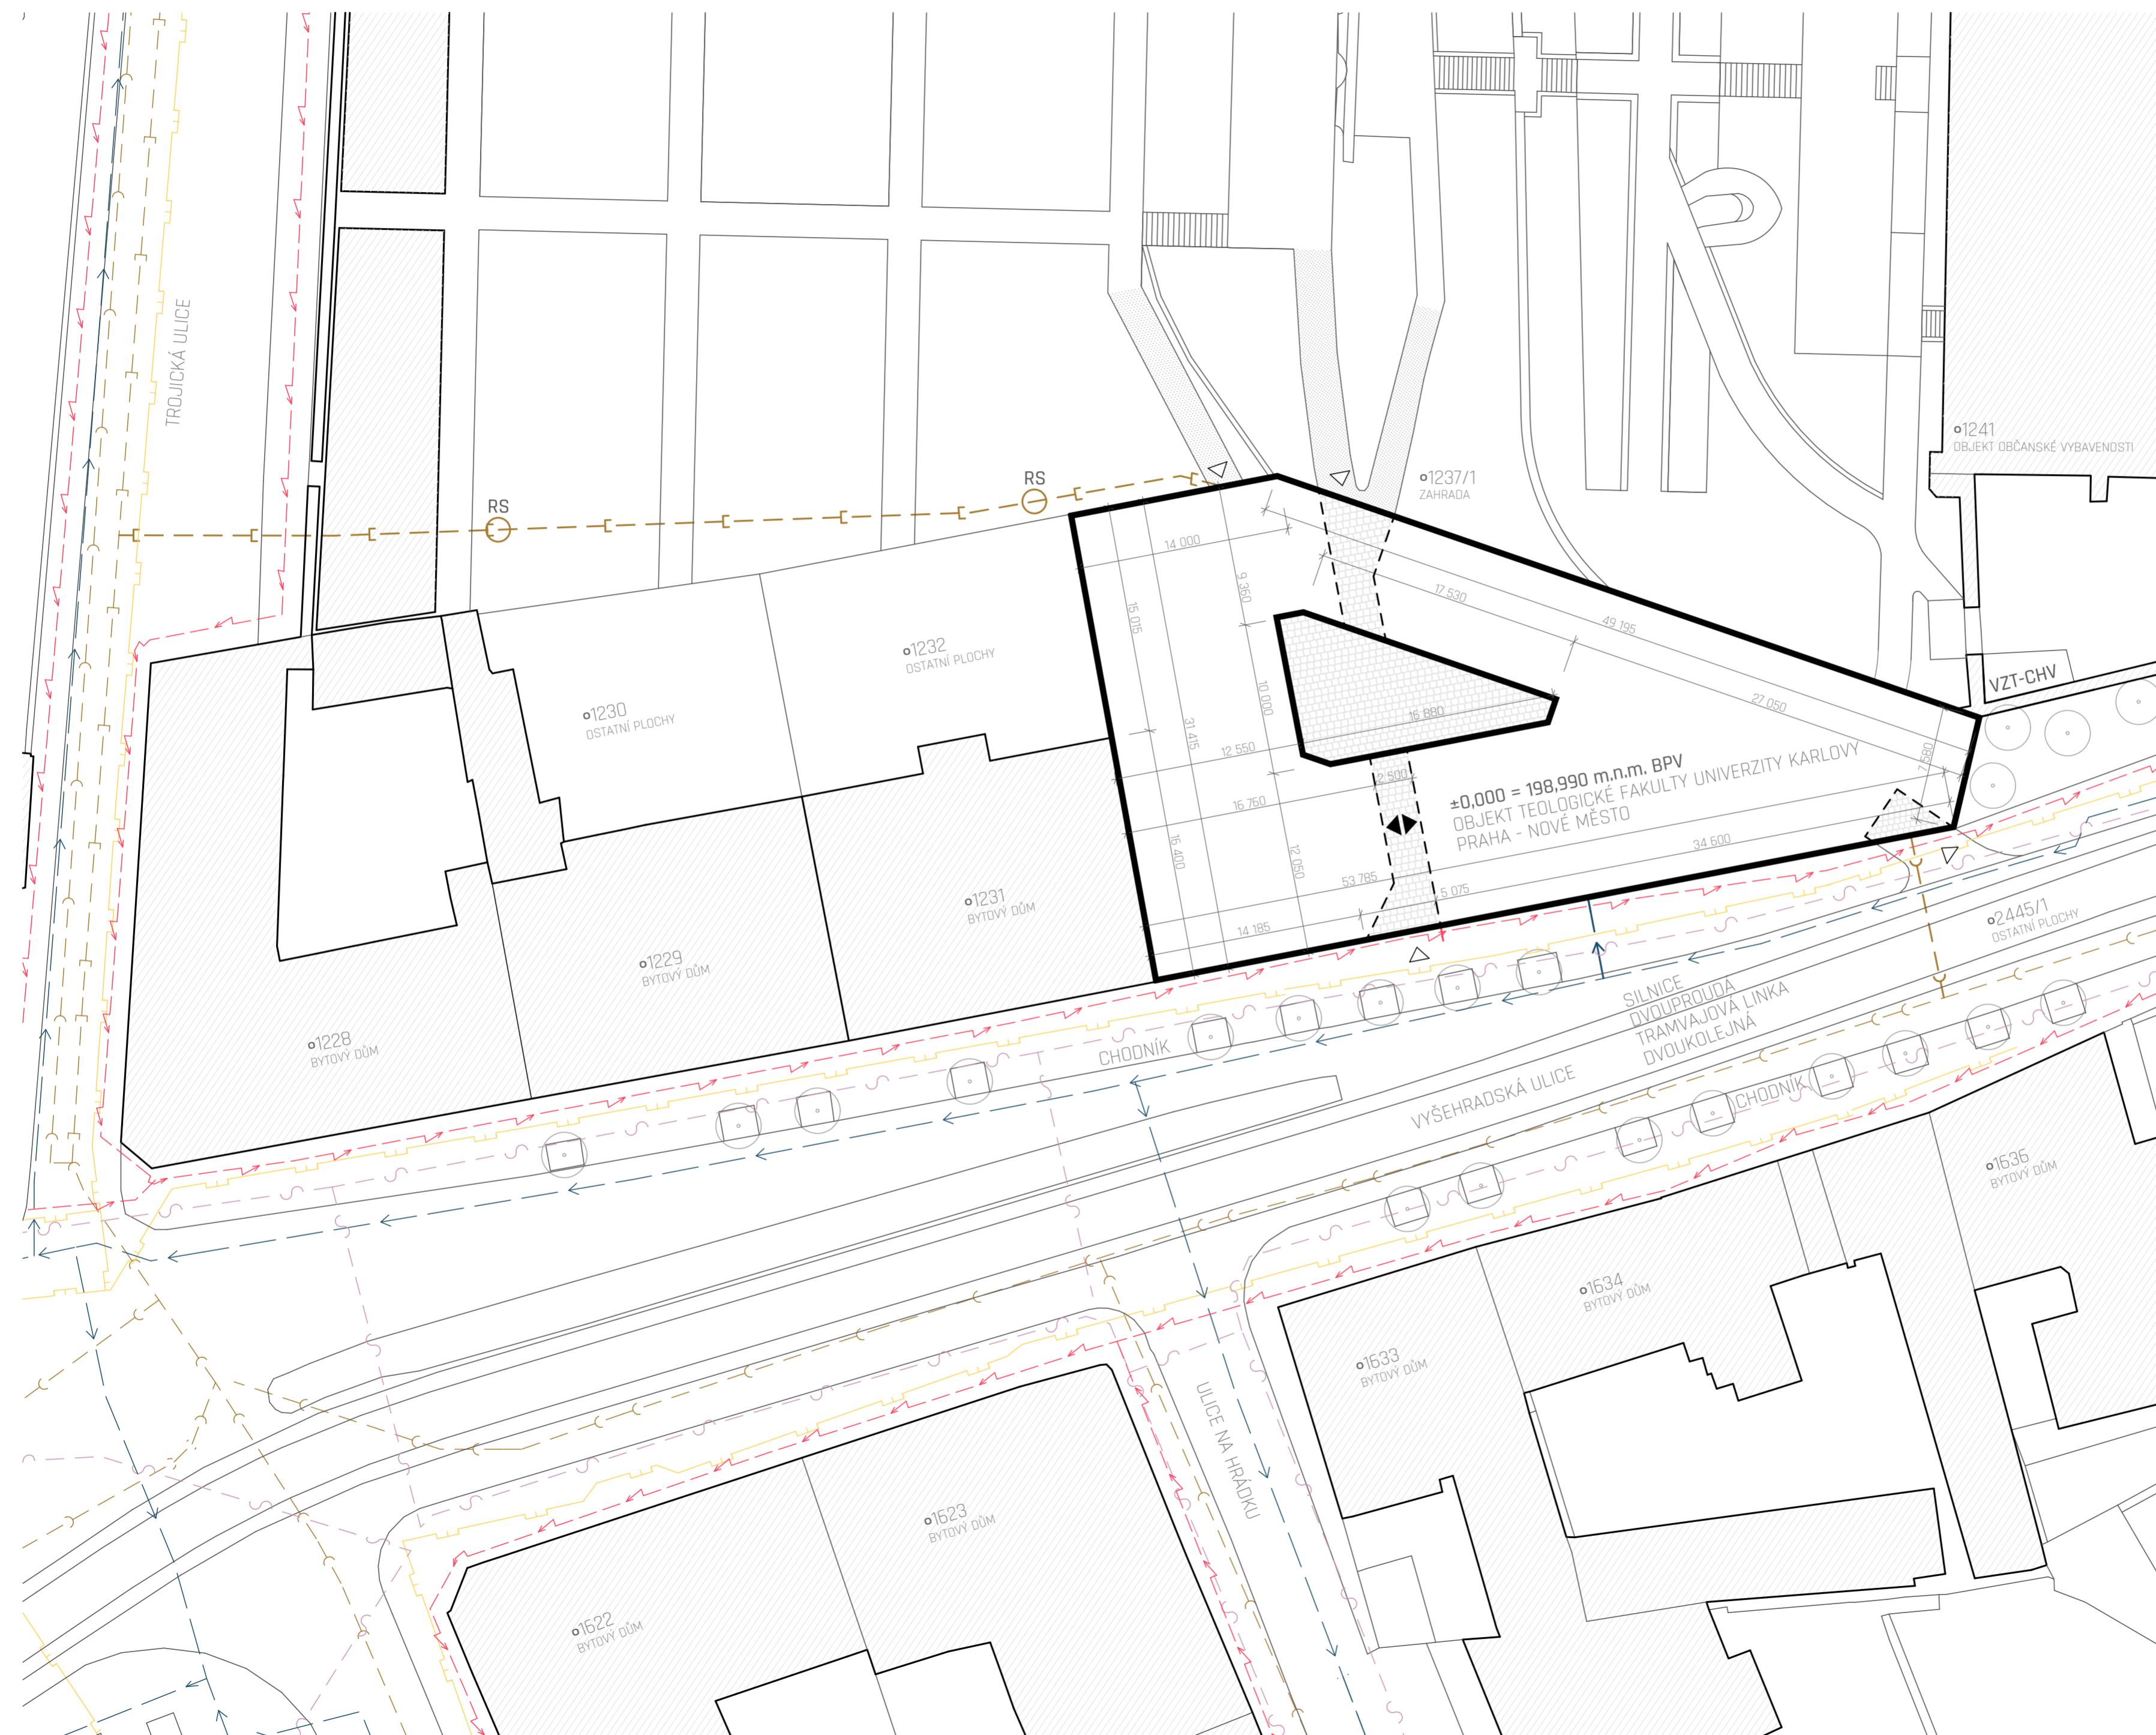 TROJICKÁ ULICE
RS
RS
1241
OBJEKT OBČANSKÉ VYBAVENOSTI
1237/1
ZAHRADA
14 000
9 360
17 530
49 195
15 015
1232
OSTATNÍ PLOCHY
VZT-CHV
1230
OSTATNÍ PLOCHY
10 000
16 880
27 050
31 415
12 550
7 580
2 500
±0,000 = 198,990 m.n.m. BPV
OBJEKT TEOLOGICKÉ FAKULTY UNIVERZITY KARLOVY
PRAHA - NOVÉ MĚSTO
16 760
16 400
12 050
34 600
53 785
5 075
14 185
1231
BYTOVÝ DŮM
2445/1
OSTATNÍ PLOCHY
1229
BYTOVÝ DŮM
1228
BYTOVÝ DŮM
SILNICE
DVOUPROUDÁ
TRAMVAJOVÁ LINKA
DVOUKOLEJNÁ
CHODNÍK
VYŠEHRADSKÁ ULICE
CHODNÍK
1636
BYTOVÝ DŮM
1634
BYTOVÝ DŮM
1633
BYTOVÝ DŮM
ULICE NA HRÁDKU
1623
BYTOVÝ DŮM
1622
BYTOVÝ DŮM